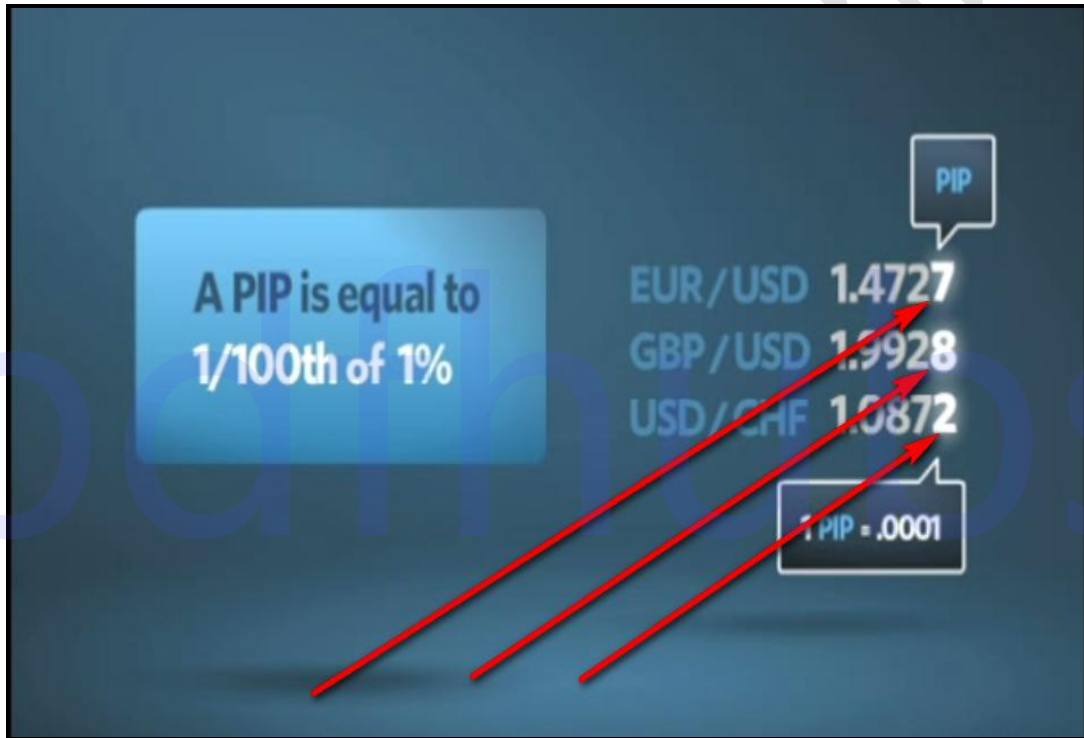 PIP
A PIP is equal to
1/100th of 1%
EUR/USD 1.4727
GBP/USD 1.9928
USD/CHF 1.0872
1 PIP = .0001
pdfhubs